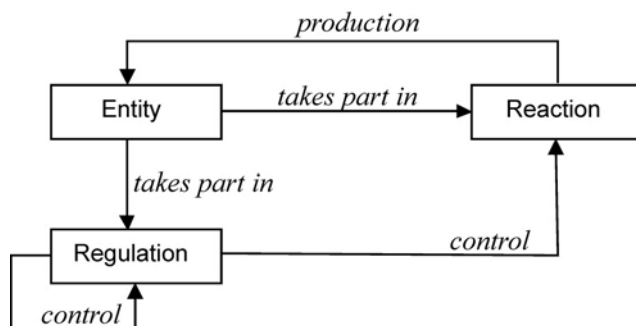 production
Entity
takes part in
Reaction
takes part in
Regulation
control
control